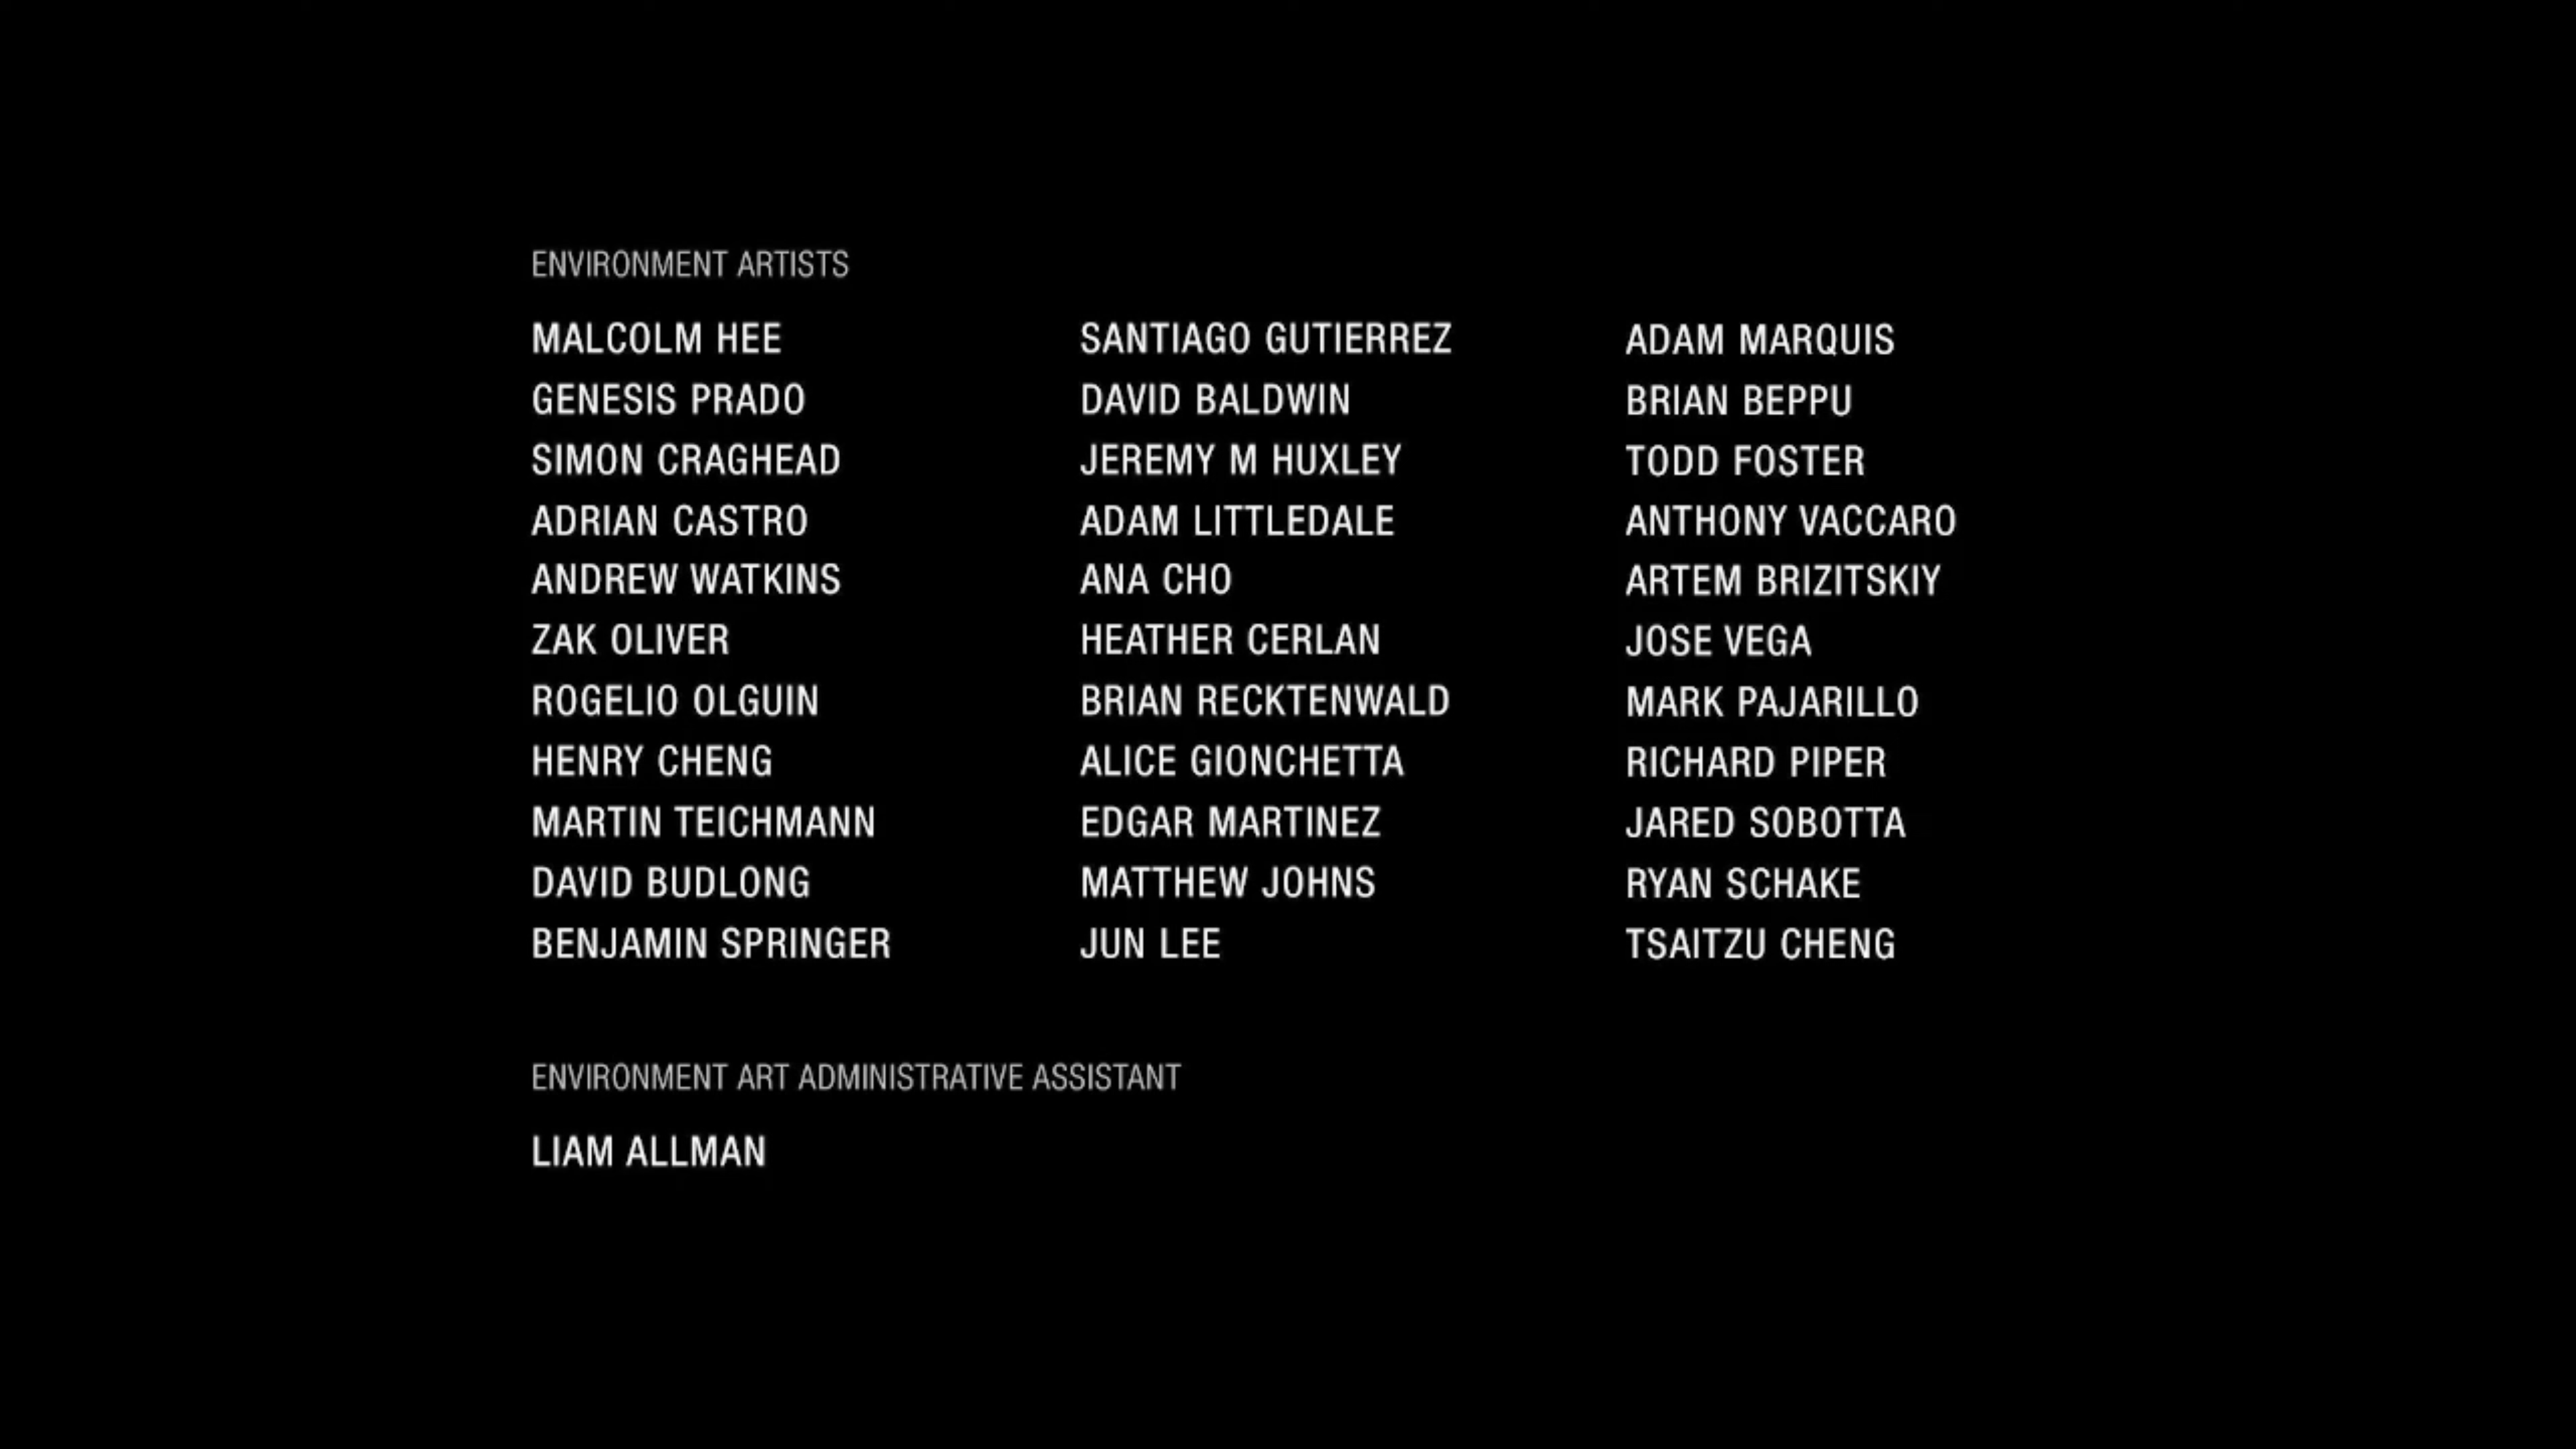 ENVIRONMENT ARTISTS
MALCOLM HEE
GENESIS PRADO
SIMON CRAGHEAD
ADRIAN CASTRO
ANDREW WATKINS
ZAK OLIVER
ROGELIO OLGUIN
HENRY CHENG
MARTIN TEICHMANN
DAVID BUDLONG
BENJAMIN SPRINGER
SANTIAGO GUTIERREZ
DAVID BALDWIN
JEREMY M HUXLEY
ADAM LITTLEDALE
ANA CHO
HEATHER CERLAN
BRIAN RECKTENWALD
ALICE GIONCHETTA
EDGAR MARTINEZ
MATTHEW JOHNS
JUN LEE
ADAM MARQUIS
BRIAN BEPPU
TODD FOSTER
ANTHONY VACCARO
ARTEM BRIZITSKIY
JOSE VEGA
MARK PAJARILLO
RICHARD PIPER
JARED SOBOTTA
RYAN SCHAKE
TSAITZU CHENG
ENVIRONMENT ART ADMINISTRATIVE ASSISTANT
LIAM ALLMAN